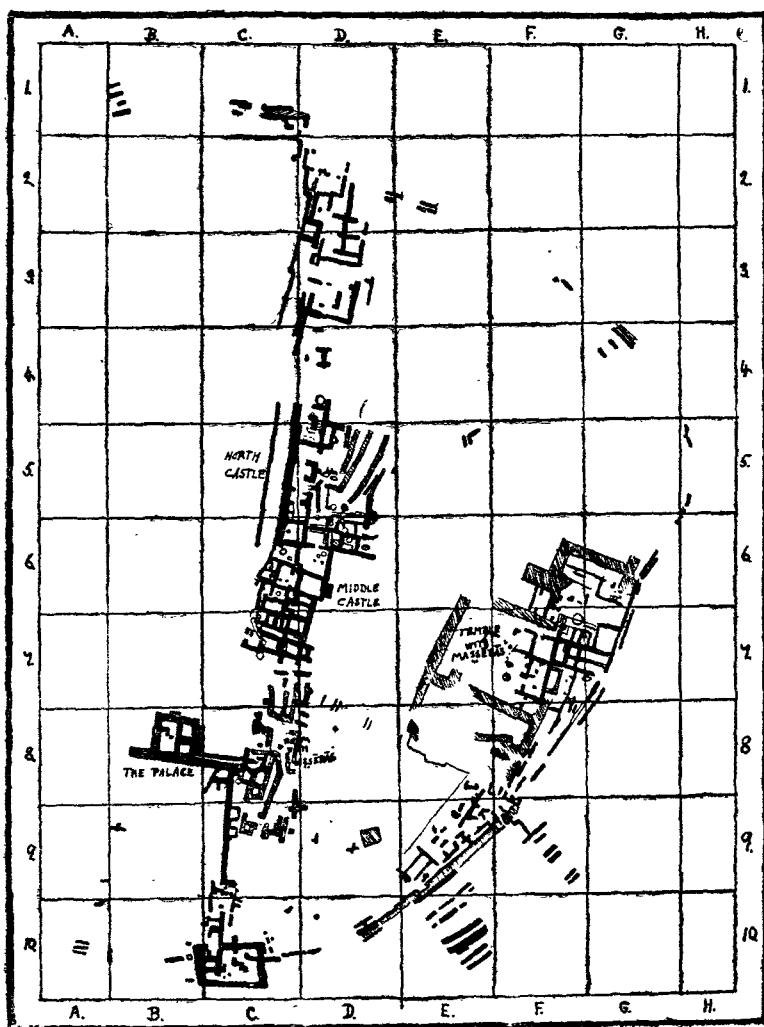 A. B. C. D. E. F. G. H.
1. 1.
2. 2.
3. 3.
4. 4.
NORTH
CASTLE
5. 5.
6. 6.
MIDDLE
CASTLE
TEMPLE
WITH
MASSEBAS
7. 7.
8. 8.
THE PALACE
9. 9.
10. 10.
A. B. C. D. E. F. G. H.